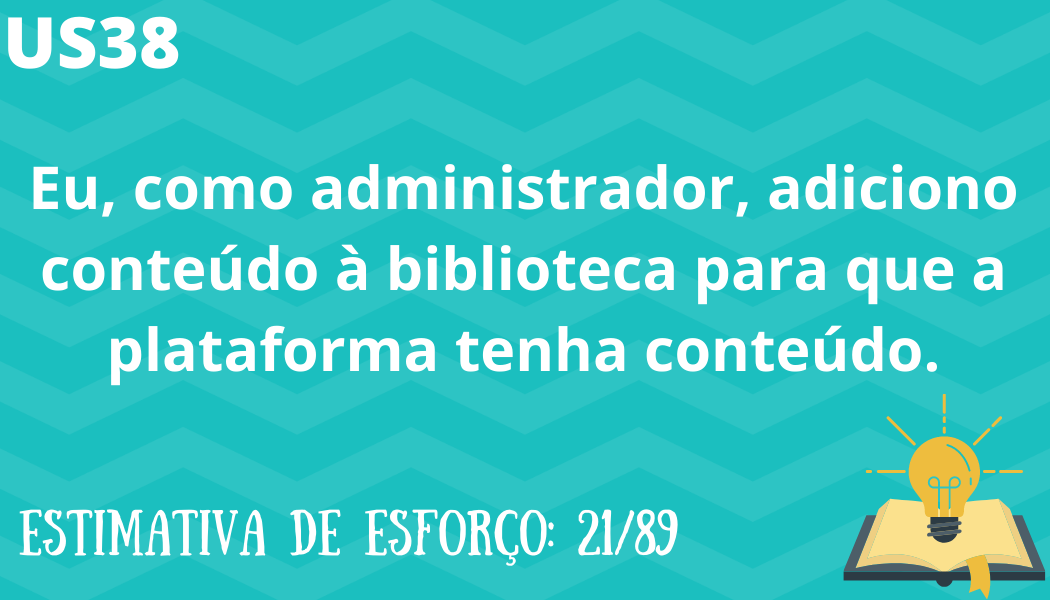 US38
Eu, como administrador, adiciono
conteúdo à biblioteca para que a
plataforma tenha conteúdo.
ESTIMATIVA DE ESFORÇO: 21/89